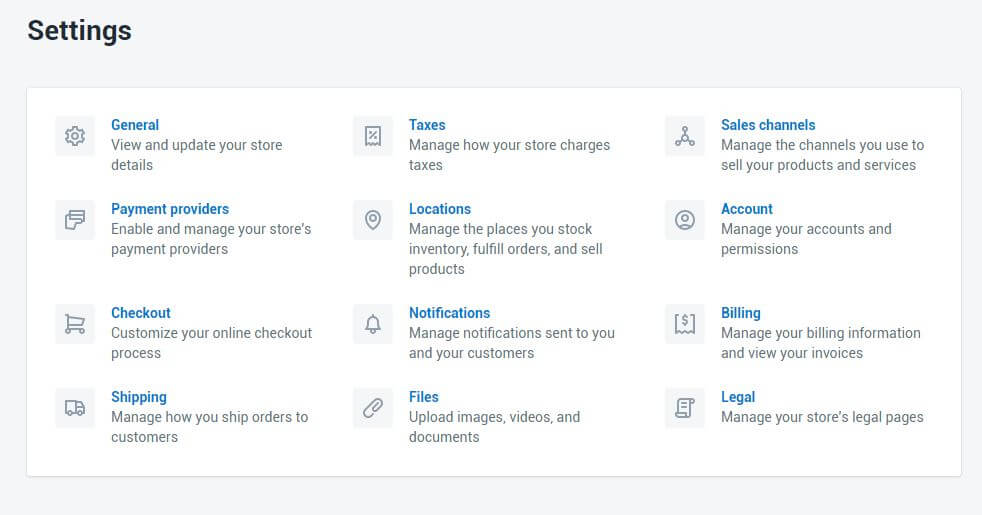 Settings
General
View and update your store
details
Payment providers
Enable and manage your store's
payment providers
Checkout
Customize your online checkout
process
Shipping
Manage how you ship orders to
customers
Taxes
Manage how your store charges
taxes
Locations
Manage the places you stock
inventory, fulfill orders, and sell
products
Notifications
Manage notifications sent to you
and your customers
Files
Upload images, videos, and
documents
Sales channels
Manage the channels you use to
sell your products and services
Account
Manage your accounts and
permissions
Billing
Manage your billing information
and view your invoices
Legal
Manage your store's legal pages